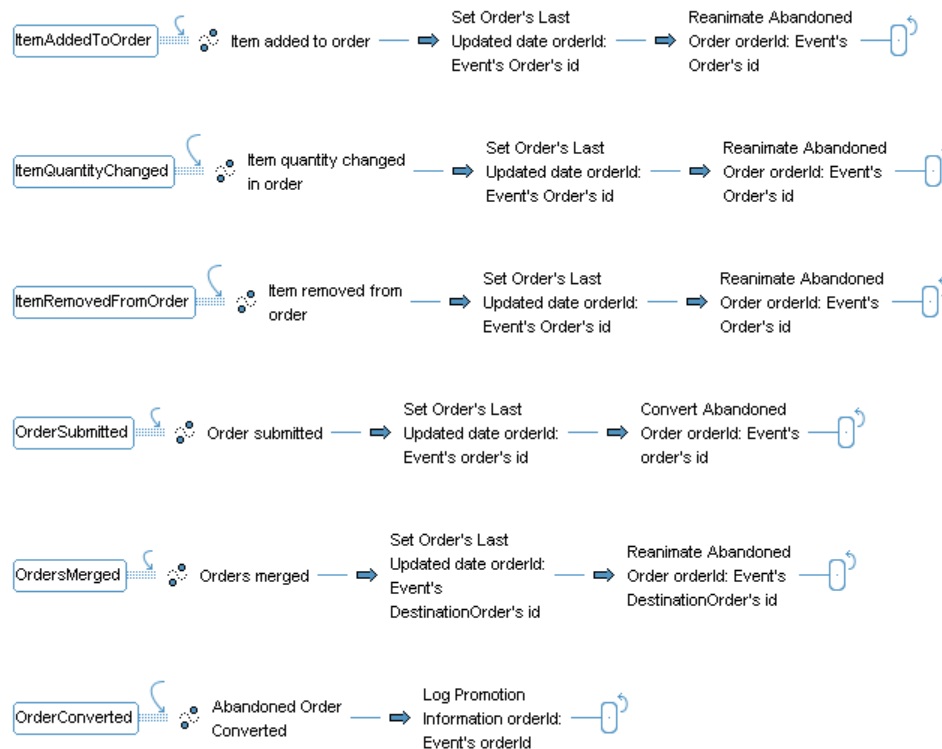 ItemAddedToOrder
Item added to order
Set Order's Last
Updated date orderId:
Event's Order's id
Reanimate Abandoned
Order orderId: Event's
Order's id
ItemQuantityChanged
Item quantity changed
in order
Set Order's Last
Updated date orderId:
Event's Order's id
Reanimate Abandoned
Order orderId: Event's
Order's id
ItemRemovedFromOrder
Item removed from
order
Set Order's Last
Updated date orderId:
Event's Order's id
Reanimate Abandoned
Order orderId: Event's
Order's id
OrderSubmitted
Order submitted
Set Order's Last
Updated date orderId:
Event's order's id
Convert Abandoned
Order orderId: Event's
order's id
OrdersMerged
Orders merged
Set Order's Last
Updated date orderId:
Event's
DestinationOrder's id
Reanimate Abandoned
Order orderId: Event's
DestinationOrder's id
OrderConverted
Abandoned Order
Converted
Log Promotion
Information orderId:
Event's orderId